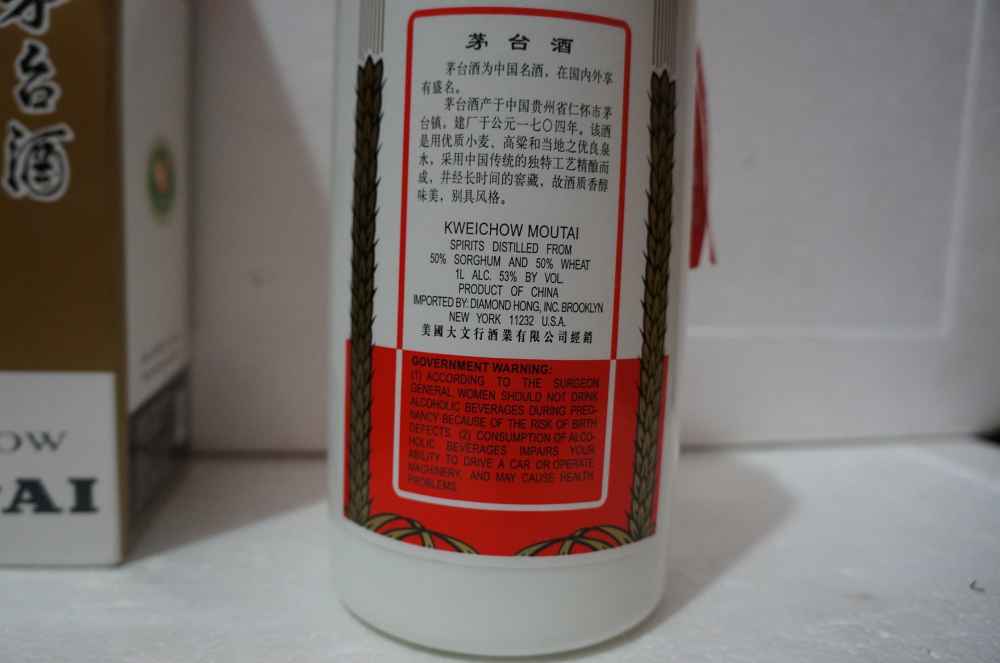 茅台酒
茅台酒为中国名酒，在国内外享
有盛名。
茅台酒产于中国贵州省仁怀市茅
台镇，建厂于公元一七〇四年。该酒
是用优质小麦、高粱和当地之优良泉
水，采用中国传统的独特工艺精酿而
成，并经长时间的窖藏，故酒质香醇
味美，别具风格。
KWEICHOW MOUTAI
SPIRITS DISTILLED FROM
50% SORGHUM AND 50% WHEAT
1L ALC. 53% BY VOL.
PRODUCT OF CHINA
IMPORTED BY: DIAMOND HONG, INC. BROOKLYN
NEW YORK 11232 U.S.A.
美國大文行酒業有限公司經銷
GOVERNMENT WARNING:
(1) ACCORDING TO THE SURGEON
GENERAL, WOMEN SHOULD NOT DRINK
ALCOHOLIC BEVERAGES DURING PREG-
NANCY BECAUSE OF THE RISK OF BIRTH
DEFECTS. (2) CONSUMPTION OF ALCO-
HOLIC BEVERAGES IMPAIRS YOUR
ABILITY TO DRIVE A CAR OR OPERATE
MACHINERY, AND MAY CAUSE HEALTH
PROBLEMS.
茅台酒
OW
TAI